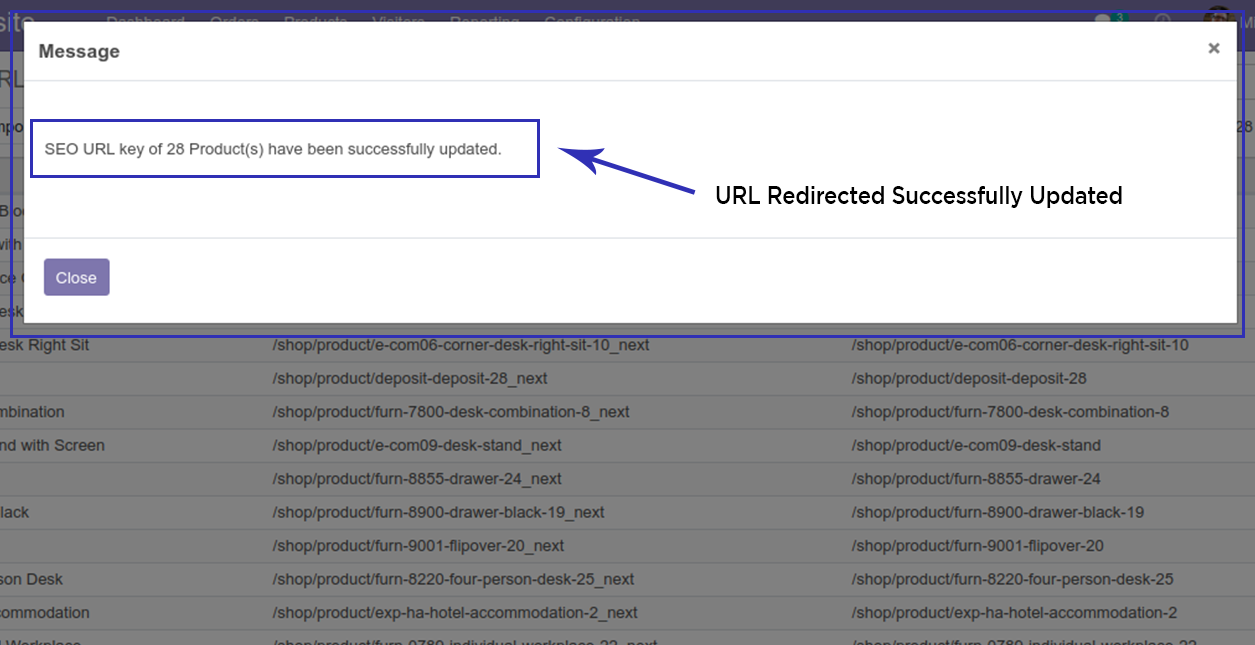 site Dashboard Orders Products Visitors Reporting Configuration 3
Message ×
SEO URL key of 28 Product(s) have been successfully updated.
URL Redirected Successfully Updated
Close
esk Right Sit /shop/product/e-com06-corner-desk-right-sit-10_next /shop/product/e-com06-corner-desk-right-sit-10
/shop/product/deposit-deposit-28_next /shop/product/deposit-deposit-28
mbination /shop/product/furn-7800-desk-combination-8_next /shop/product/furn-7800-desk-combination-8
nd with Screen /shop/product/e-com09-desk-stand_next /shop/product/e-com09-desk-stand
/shop/product/furn-8855-drawer-24_next /shop/product/furn-8855-drawer-24
lack /shop/product/furn-8900-drawer-black-19_next /shop/product/furn-8900-drawer-black-19
/shop/product/furn-9001-flipover-20_next /shop/product/furn-9001-flipover-20
son Desk /shop/product/furn-8220-four-person-desk-25_next /shop/product/furn-8220-four-person-desk-25
commodation /shop/product/exp-ha-hotel-accommodation-2_next /shop/product/exp-ha-hotel-accommodation-2